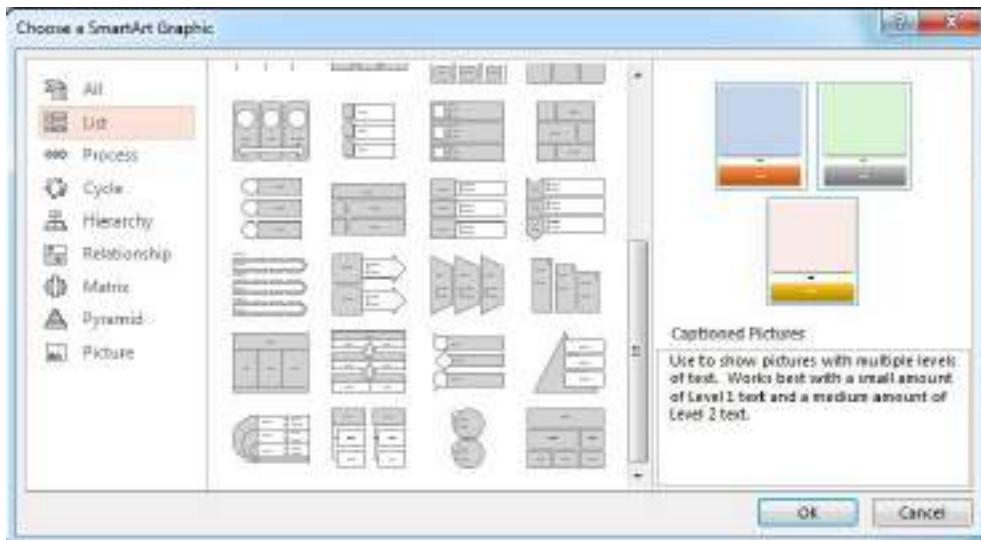 Choose a SmartArt Graphic
All
List
Process
Cycle
Hierarchy
Relationship
Matrix
Pyramid
Picture
Captioned Pictures
Use to show pictures with multiple levels
of text. Works best with a small amount
of Level 1 text and a medium amount of
Level 2 text.
OK
Cancel